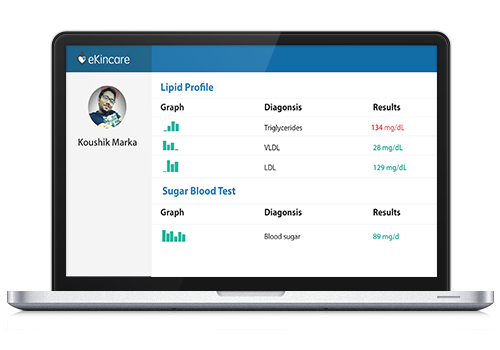 eKincare
Koushik Marka
Lipid Profile
Graph Diagonsis Results
Triglycerides 134 mg/dL
VLDL 28 mg/dL
LDL 129 mg/dL
Sugar Blood Test
Graph Diagonsis Results
Blood sugar 89 mg/d